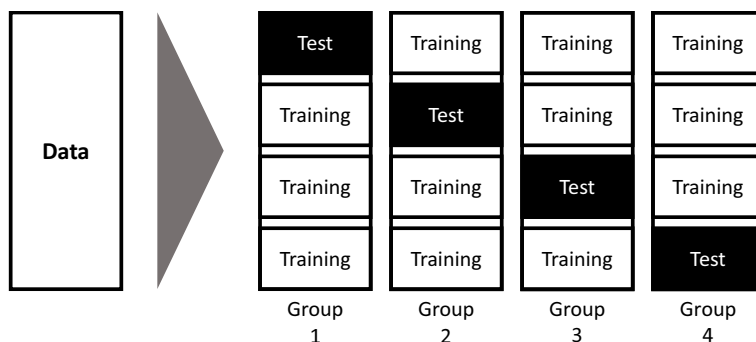 Data
Test Training Training Training
Training Test Training Training
Training Training Test Training
Training Training Training Test
Group Group Group Group
1 2 3 4